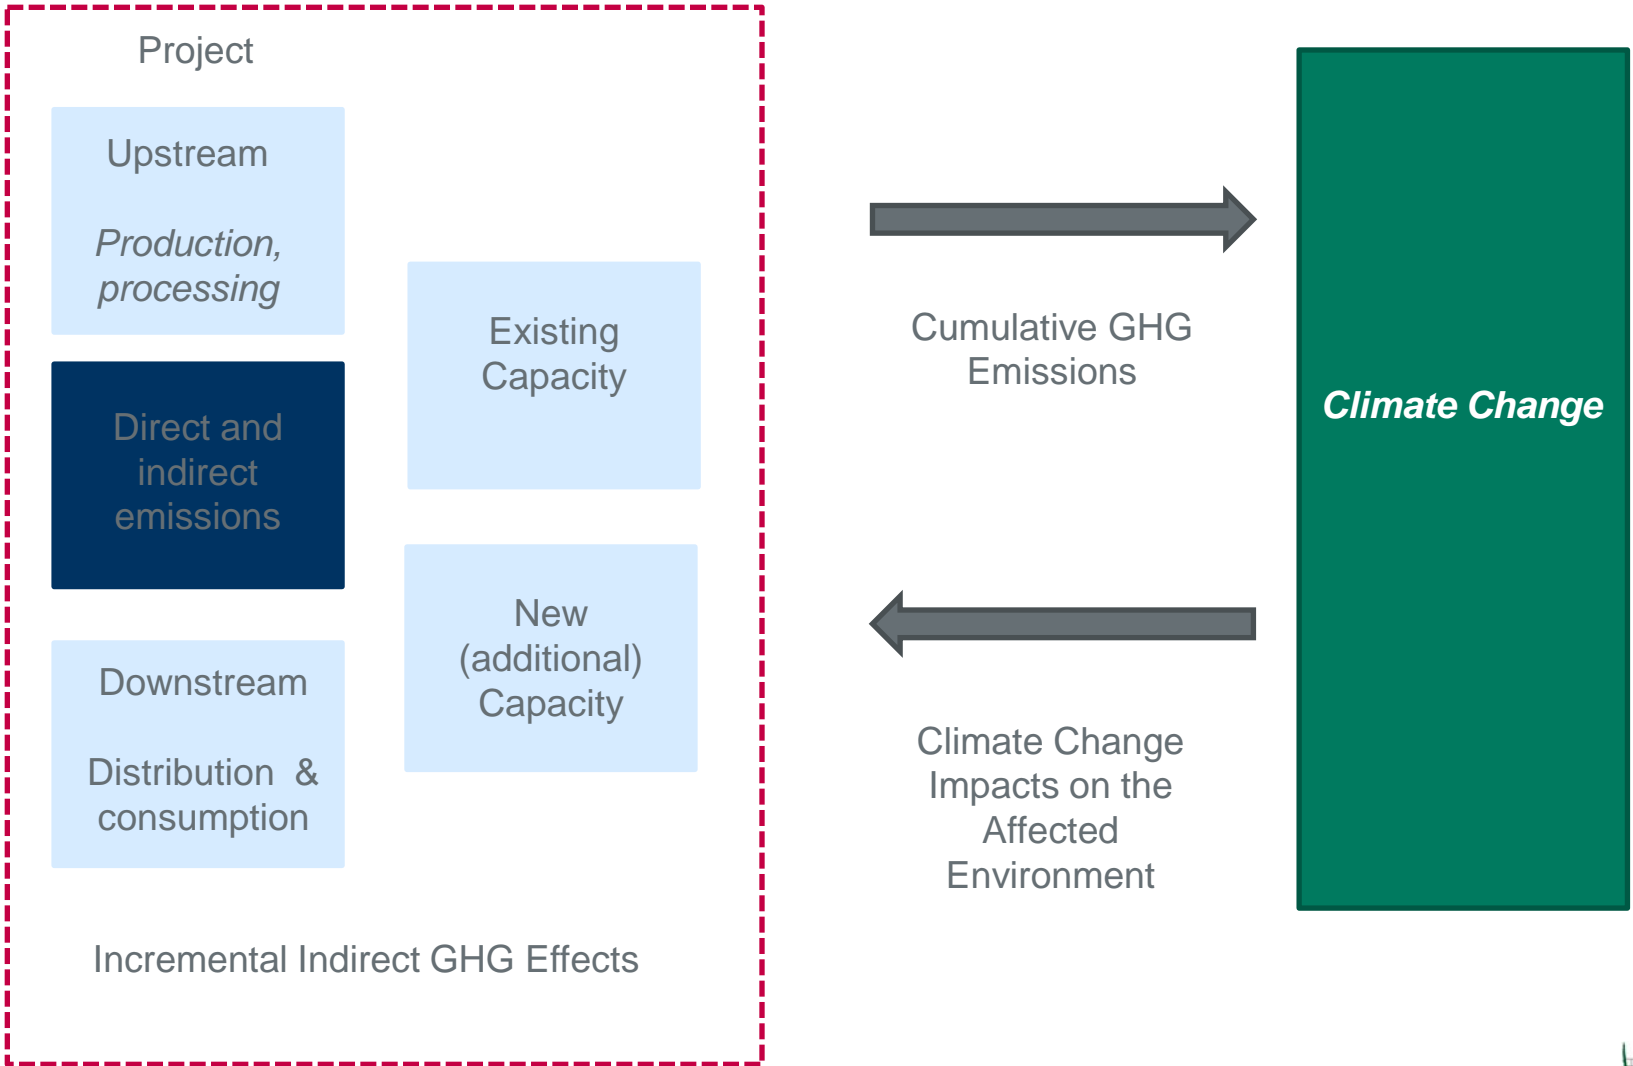 Project
Upstream
Production,
processing
Direct and
indirect
emissions
Downstream
Distribution & 
consumption
Existing
Capacity
New
(additional)
Capacity
Incremental Indirect GHG Effects
Cumulative GHG
Emissions
Climate Change
Impacts on the
Affected
Environment
Climate Change